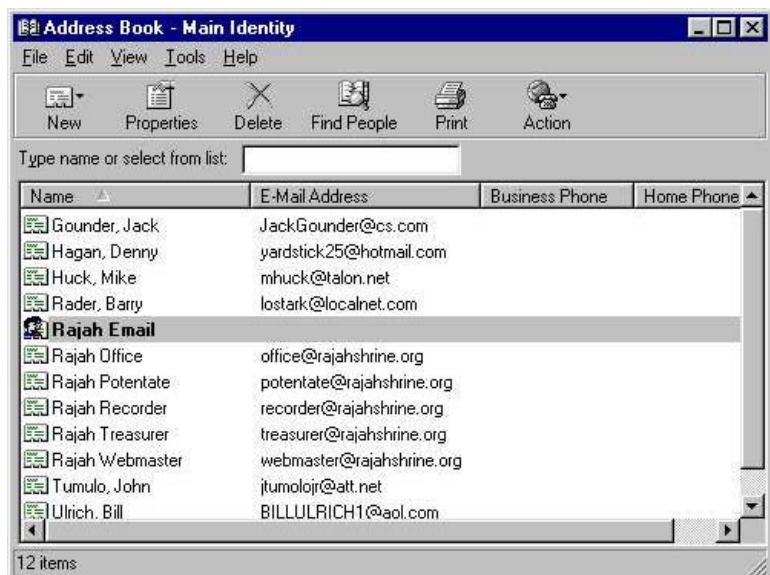 Address Book - Main Identity
File Edit View Tools Help
New Properties Delete Find People Print Action
Type name or select from list:
Name E-Mail Address Business Phone Home Phone
Gounder, Jack JackGounder@cs.com
Hagan, Denny yardstick25@hotmail.com
Huck, Mike mhuck@talon.net
Rader, Barry lostark@localnet.com
Rajah Email
Rajah Office office@rajahshrine.org
Rajah Potentate potentate@rajahshrine.org
Rajah Recorder recorder@rajahshrine.org
Rajah Treasurer treasurer@rajahshrine.org
Rajah Webmaster webmaster@rajahshrine.org
Tumulo, John jtumolojr@att.net
Ulrich, Bill BILLULRICH1@aol.com
12 items